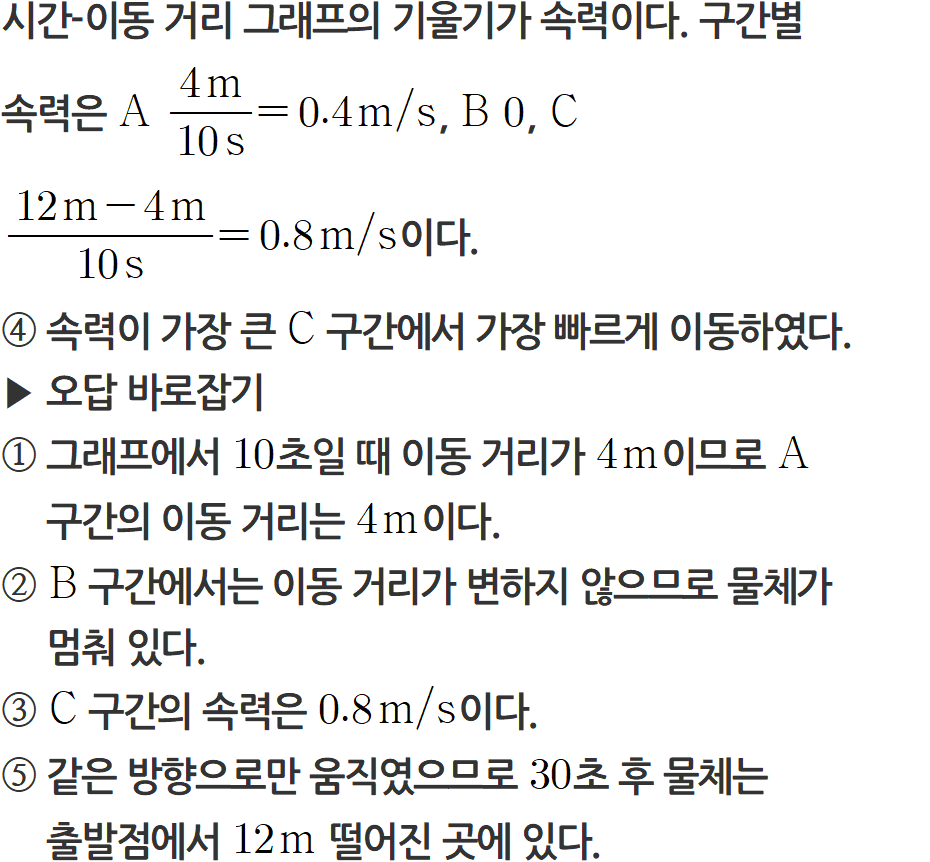 시간-이동 거리 그래프의 기울기가 속력이다. 구간별
속력은 A 4m/10s = 0.4m/s, B 0, C
(12m-4m)/10s = 0.8m/s이다.
④ 속력이 가장 큰 C 구간에서 가장 빠르게 이동하였다.
▶ 오답 바로잡기
① 그래프에서 10초일 때 이동 거리가 4m이므로 A
구간의 이동 거리는 4m이다.
② B 구간에서는 이동 거리가 변하지 않으므로 물체가
멈춰 있다.
③ C 구간의 속력은 0.8m/s이다.
⑤ 같은 방향으로만 움직였으므로 30초 후 물체는
출발점에서 12m 떨어진 곳에 있다.